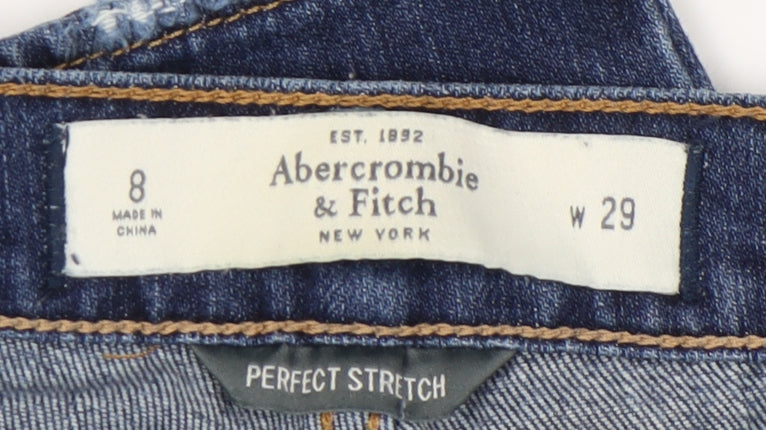 EST. 1892
8
Abercrombie
& Fitch
MADE IN
CHINA
W 29
NEW YORK
PERFECT STRETCH